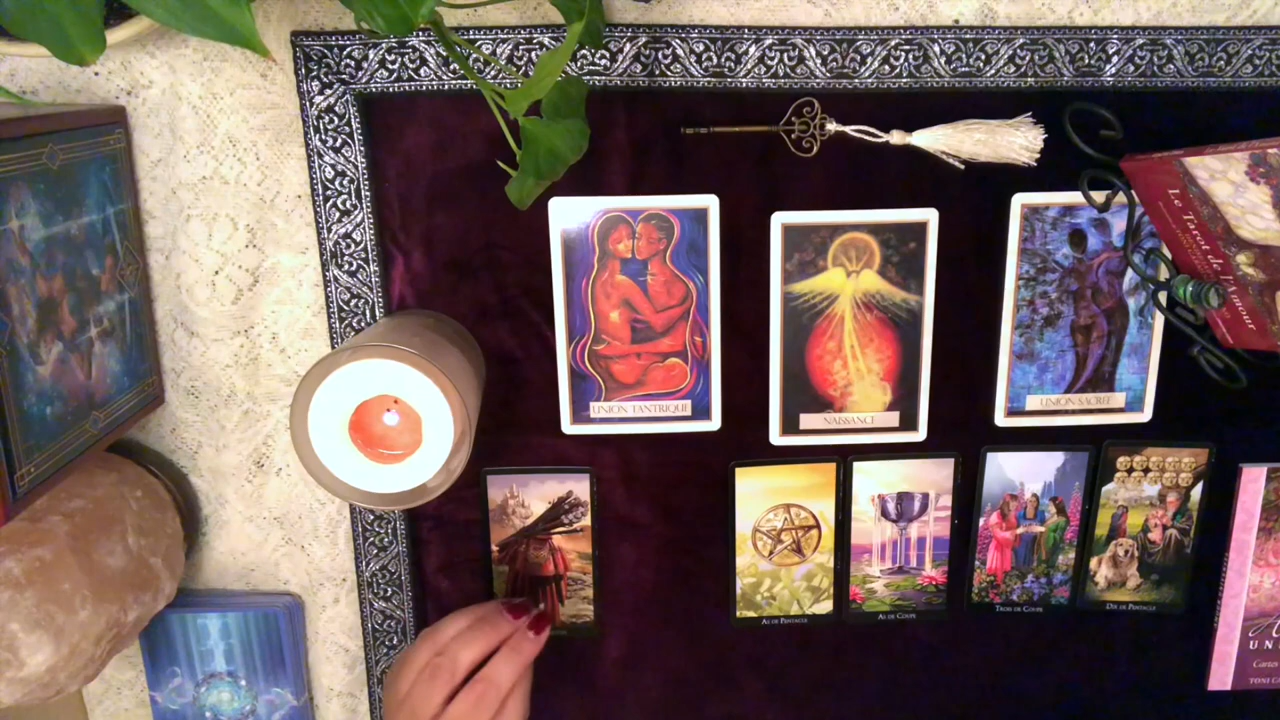 UNION TANTRIQUE
NAISSANCE
UNION SACRÉE
Le Tarot de l'Amour
AS DE PENTACLE
AS DE COUPE
TROIS DE COUPE
DIX DE PENTACLE
Cartes